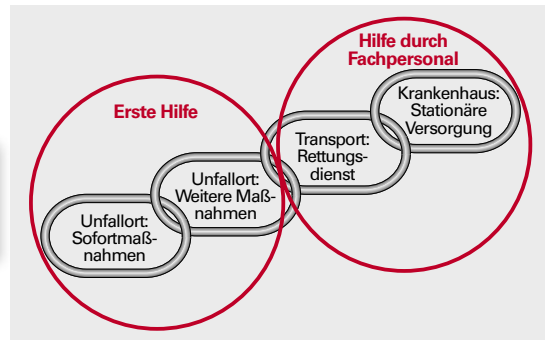 Erste Hilfe
Unfallort:
Sofortmaß-
nahmen
Unfallort:
Weitere Maß-
nahmen
Hilfe durch
Fachpersonal
Transport:
Rettungs-
dienst
Krankenhaus:
Stationäre
Versorgung